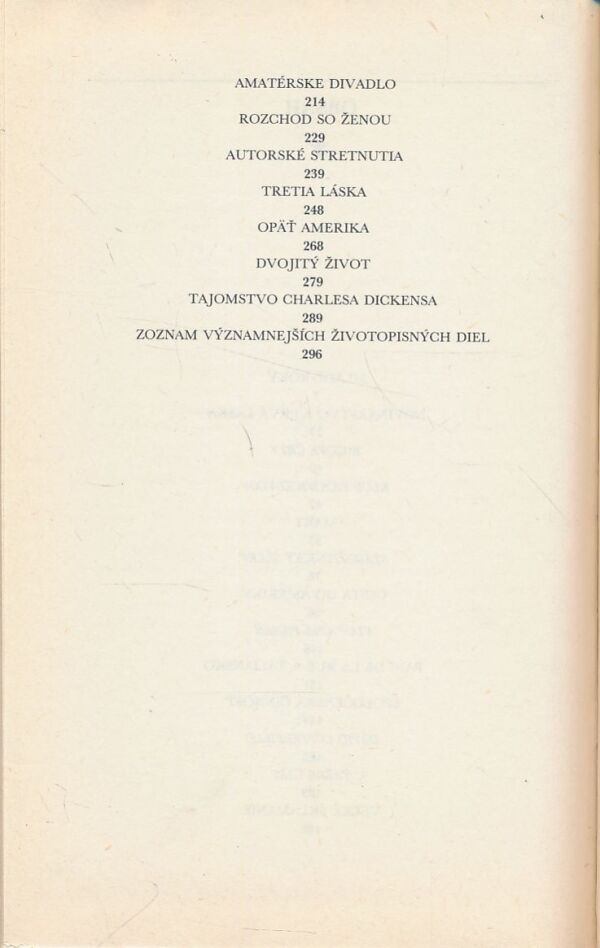 AMATÉRSKE DIVADLO
214
ROZCHOD SO ŽENOU
229
AUTORSKÉ STRETNUTIA
239
TRETIA LÁSKA
248
OPÄŤ AMERIKA
268
DVOJITÝ ŽIVOT
279
TAJOMSTVO CHARLESA DICKENSA
289
ZOZNAM VÝZNAMNEJŠÍCH ŽIVOTOPISNÝCH DIEL
296